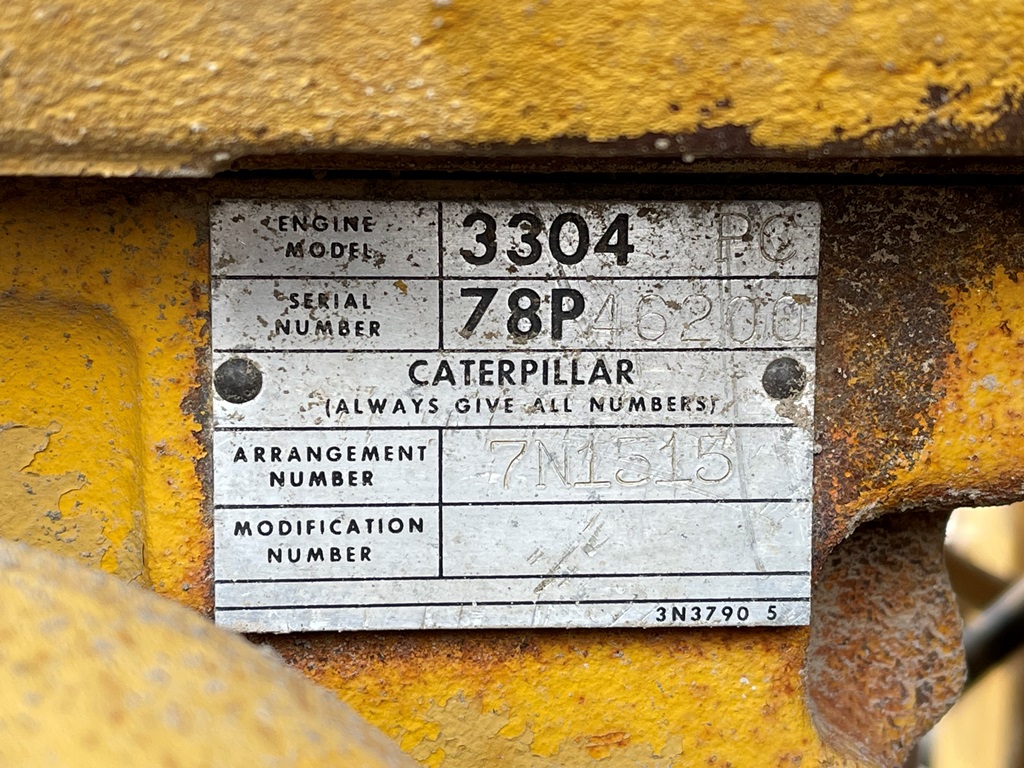 ENGINE MODEL 3304 PC
SERIAL NUMBER 78P46200
CATERPILLAR
(ALWAYS GIVE ALL NUMBERS)
ARRANGEMENT NUMBER 7N1515
MODIFICATION NUMBER
3N3790 5